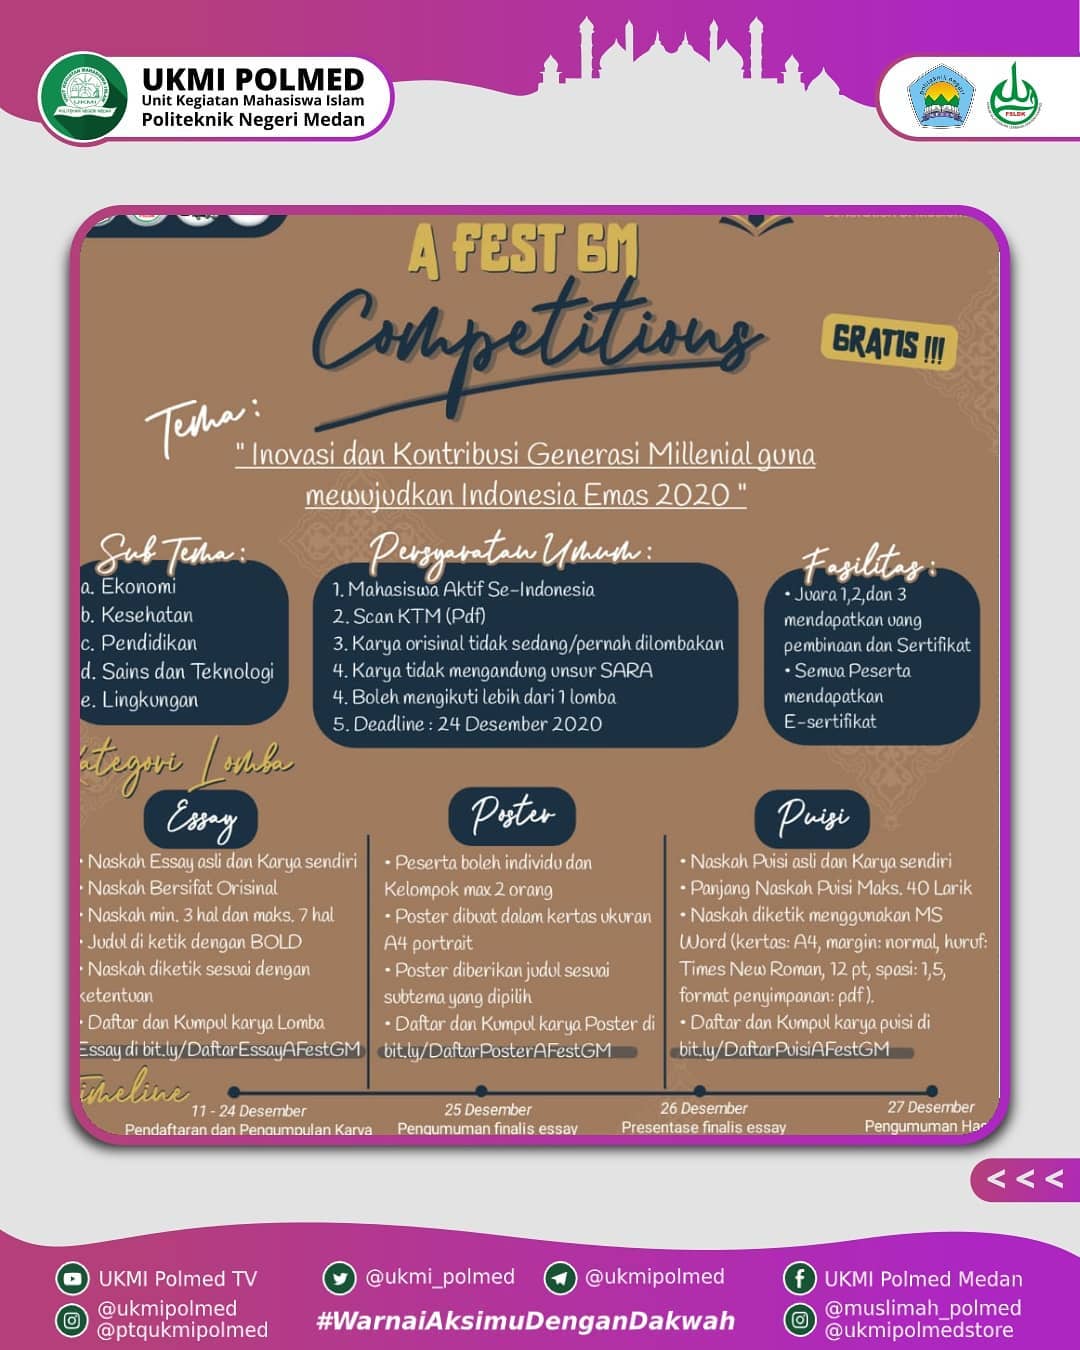 UKMI POLMED
Unit Kegiatan Mahasiswa Islam
Politeknik Negeri Medan
UKMI
FSLDK
A FEST GM
Competitions
GRATIS !!!
Tema :
" Inovasi dan Kontribusi Generasi Millenial guna
mewujudkan Indonesia Emas 2020 "
Sub Tema :
a. Ekonomi
b. Kesehatan
c. Pendidikan
d. Sains dan Teknologi
e. Lingkungan
Persyaratan Umum :
1. Mahasiswa Aktif Se-Indonesia
2. Scan KTM (Pdf)
3. Karya orisinal tidak sedang/pernah dilombakan
4. Karya tidak mengandung unsur SARA
4. Boleh mengikuti lebih dari 1 lomba
5. Deadline : 24 Desember 2020
Fasilitas :
• Juara 1,2,dan 3
mendapatkan uang
pembinaan dan Sertifikat
• Semua Peserta
mendapatkan
E-sertifikat
ategori Lomba
Essay
• Naskah Essay asli dan Karya sendiri
• Naskah Bersifat Orisinal
• Naskah min. 3 hal dan maks. 7 hal
• Judul di ketik dengan BOLD
• Naskah diketik sesuai dengan
ketentuan
• Daftar dan Kumpul karya Lomba
Essay di bit.ly/DaftarEssayAFestGM
Poster
• Peserta boleh individu dan
Kelompok max 2 orang
• Poster dibuat dalam kertas ukuran
A4 portrait
• Poster diberikan judul sesuai
subtema yang dipilih
• Daftar dan Kumpul karya Poster di
bit.ly/DaftarPosterAFestGM
Puisi
• Naskah Puisi asli dan Karya sendiri
• Panjang Naskah Puisi Maks. 40 Larik
• Naskah diketik menggunakan MS
Word (kertas: A4, margin: normal, huruf:
Times New Roman, 12 pt, spasi: 1,5,
format penyimpanan: pdf ).
• Daftar dan Kumpul karya puisi di
bit.ly/DaftarPuisiAFestGM
imeline
11 - 24 Desember
Pendaftaran dan Pengumpulan Karya
25 Desember
Pengumuman finalis essay
26 Desember
Presentase finalis essay
27 Desember
Pengumuman Has
< < <
UKMI Polmed TV
@ukmipolmed
@ptqukmipolmed
@ukmi_polmed
@ukmipolmed
#WarnaiAksimuDenganDakwah
UKMI Polmed Medan
@muslimah_polmed
@ukmipolmedstore